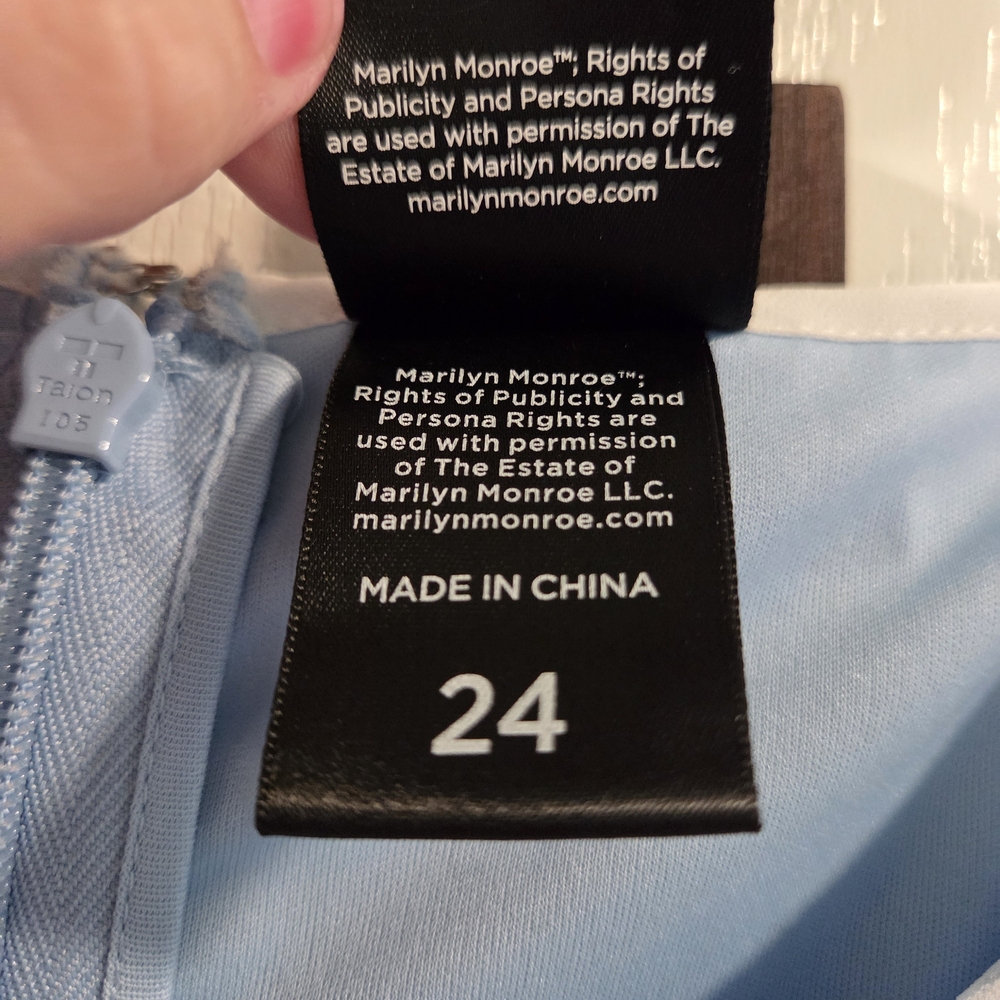 Marilyn Monroe™; Rights of
Publicity and Persona Rights
are used with permission of The
Estate of Marilyn Monroe LLC.
marilynmonroe.com
Marilyn Monroe™;
Rights of Publicity and
Persona Rights are
used with permission
of The Estate of
Marilyn Monroe LLC.
marilynmonroe.com
MADE IN CHINA
24
Talon
105